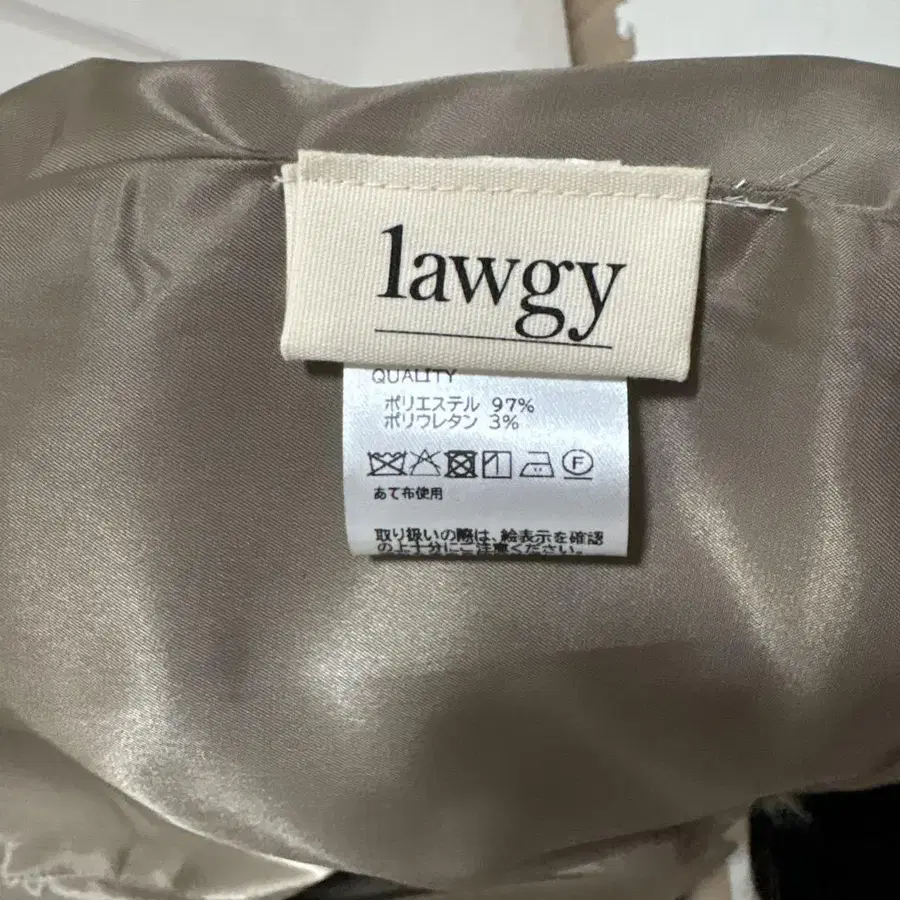 lawgy
QUALITY
ポリエステル 97%
ポリウレタン 3%
F
あて布使用
取り扱いの際は、絵表示を確認
の上十分にご注意ください。